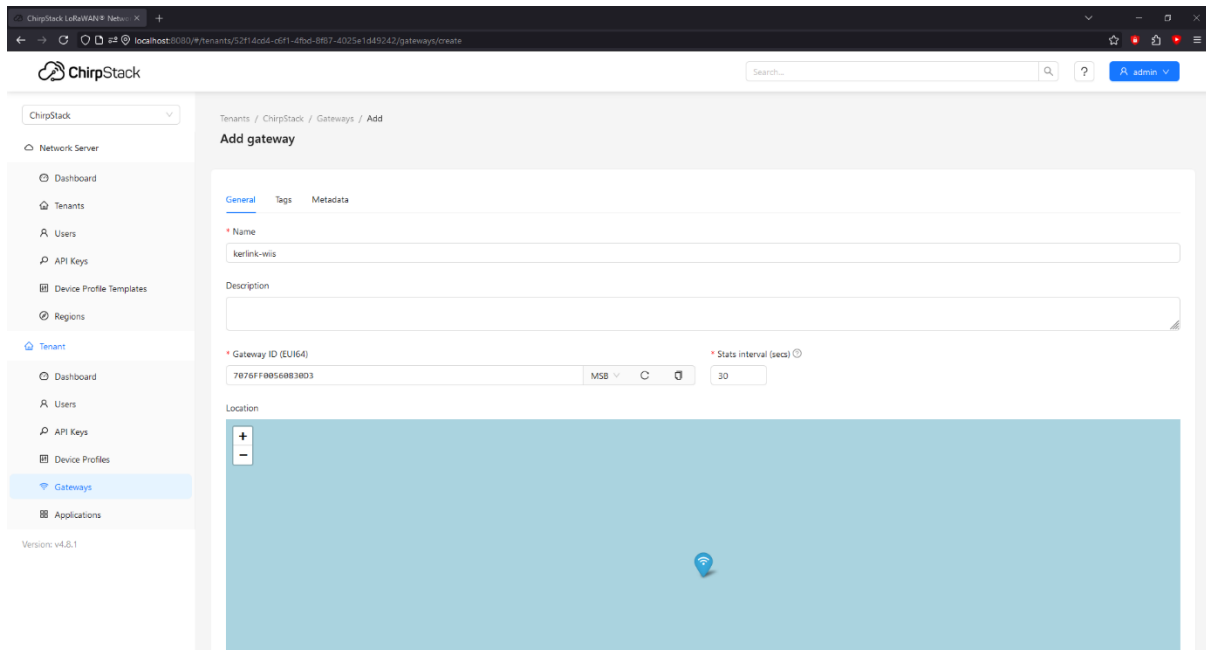 ChirpStack LoRaWAN® Netwo
localhost:8080/#/tenants/52f14cd4-c6f1-4fbd-8f87-4025e1d49242/gateways/create
ChirpStack
Search...
?
admin
ChirpStack
Tenants / ChirpStack / Gateways / Add
Add gateway
Network Server
Dashboard
Tenants
Users
API Keys
Device Profile Templates
Regions
Tenant
Dashboard
Users
API Keys
Device Profiles
Gateways
Applications
Version: v4.8.1
General Tags Metadata
* Name
kerlink-wiis
Description
* Gateway ID (EUI64)
* Stats interval (secs)
7076FF00560830D3
MSB
30
Location
+
−